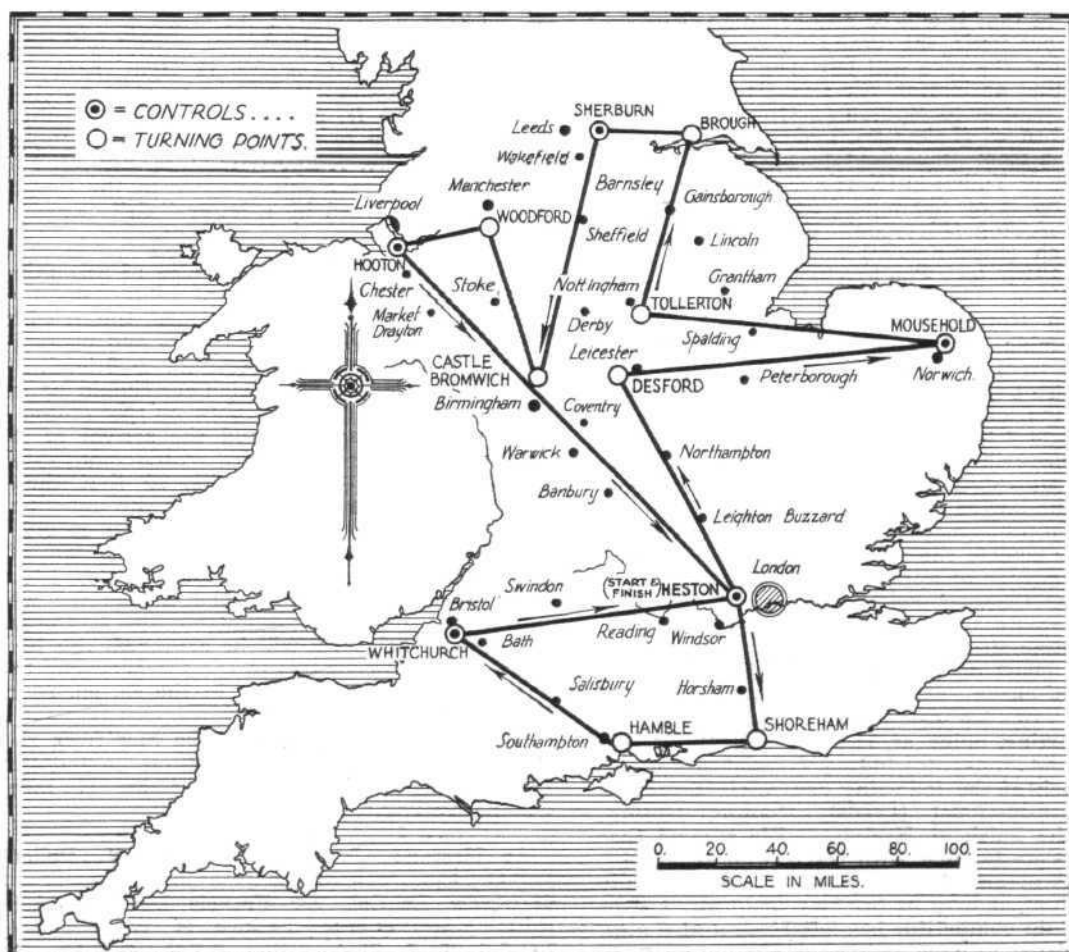 = CONTROLS....
= TURNING POINTS.
SHERBURN
Leeds
BROUGH
Wakefield
Manchester
Barnsley
Liverpool
WOODFORD
Gainsborough
Sheffield
Lincoln
HOOTON
Chester
Stoke
Nottingham
Grantham
TOLLERTON
Market
Drayton
Derby
Spalding
MOUSEHOLD
CASTLE
BROMWICH
Leicester
DESFORD
Peterborough
Norwich.
Birmingham
Coventry
Warwick
Northampton
Banbury
Leighton Buzzard
London
Swindon
(START &
FINISH)
HESTON
Bristol
Bath
Reading
Windsor
WHITCHURCH
Salisbury
Horsham
HAMBLE
SHOREHAM
Southampton
0. 20. 40. 60. 80. 100.
SCALE IN MILES.